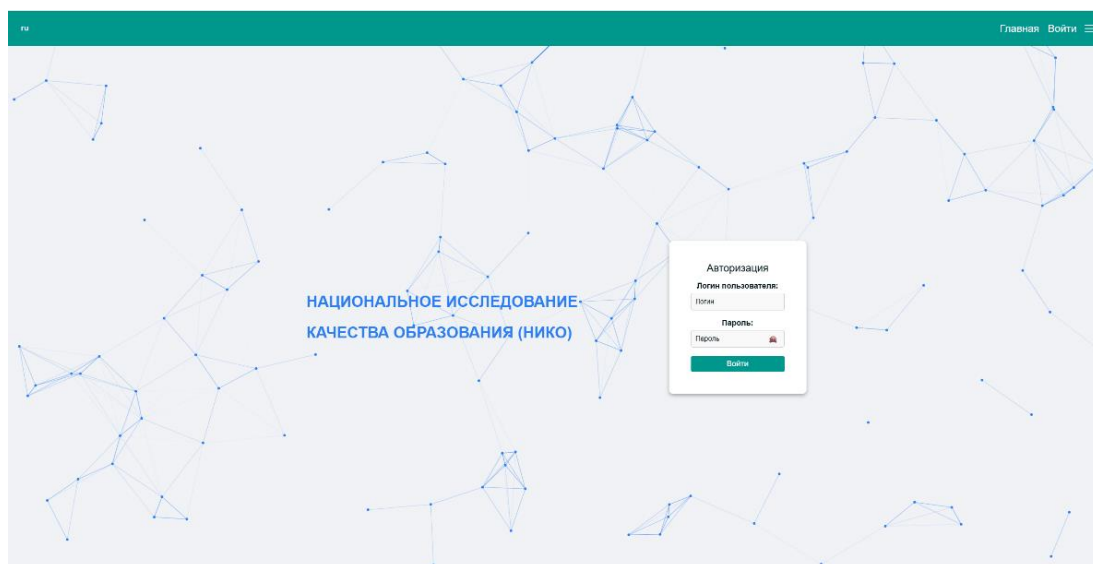 ru
Главная Войти
НАЦИОНАЛЬНОЕ ИССЛЕДОВАНИЕ
КАЧЕСТВА ОБРАЗОВАНИЯ (НИКО)
Авторизация
Логин пользователя:
Логин
Пароль:
Пароль
Войти